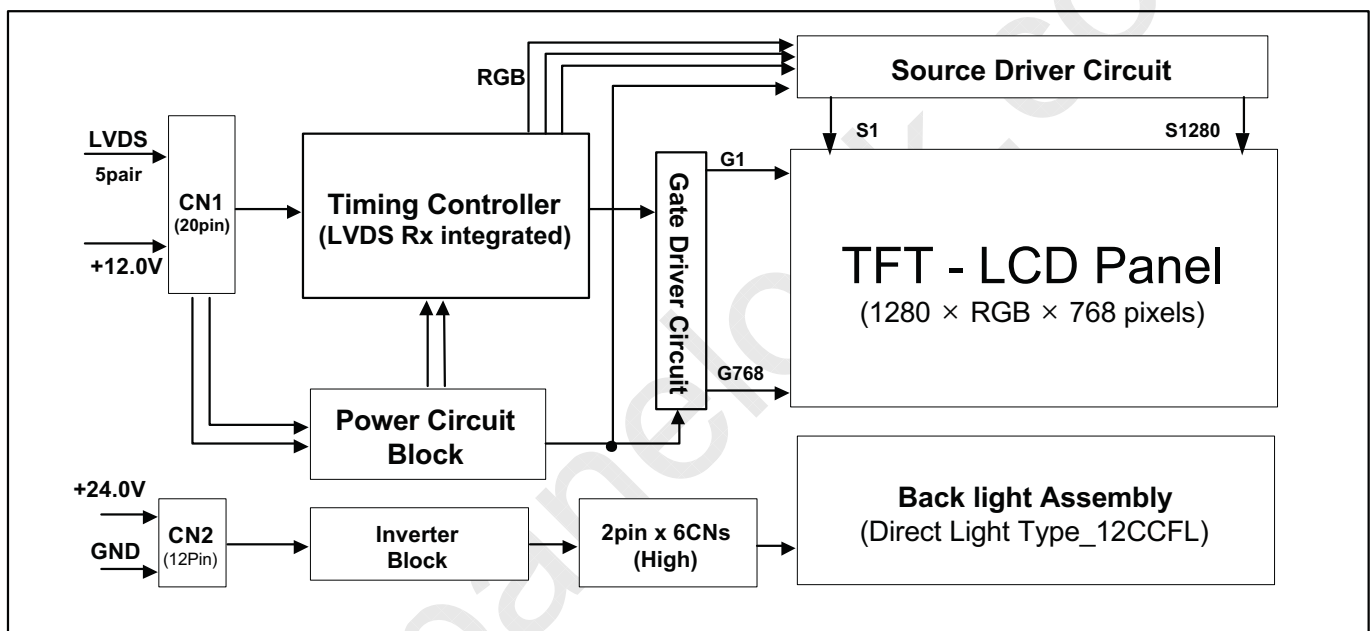 RGB
Source Driver Circuit
S1
S1280
LVDS
5pair
CN1
(20pin)
+12.0V
Timing Controller
(LVDS Rx integrated)
Gate Driver Circuit
G1
G768
TFT - LCD Panel
(1280 × RGB × 768 pixels)
Power Circuit
Block
+24.0V
GND
CN2
(12Pin)
Inverter
Block
2pin x 6CNs
(High)
Back light Assembly
(Direct Light Type_12CCFL)